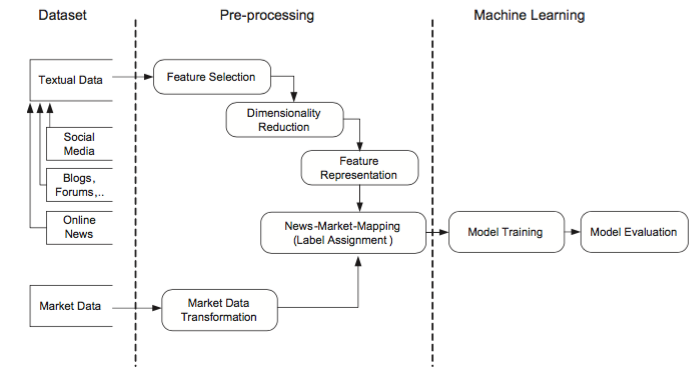 Dataset
Pre-processing
Machine Learning
Textual Data
Feature Selection
Dimensionality
Reduction
Social
Media
Feature
Representation
Blogs,
Forums,..
Online
News
News-Market-Mapping
(Label Assignment )
Model Training
Model Evaluation
Market Data
Market Data
Transformation